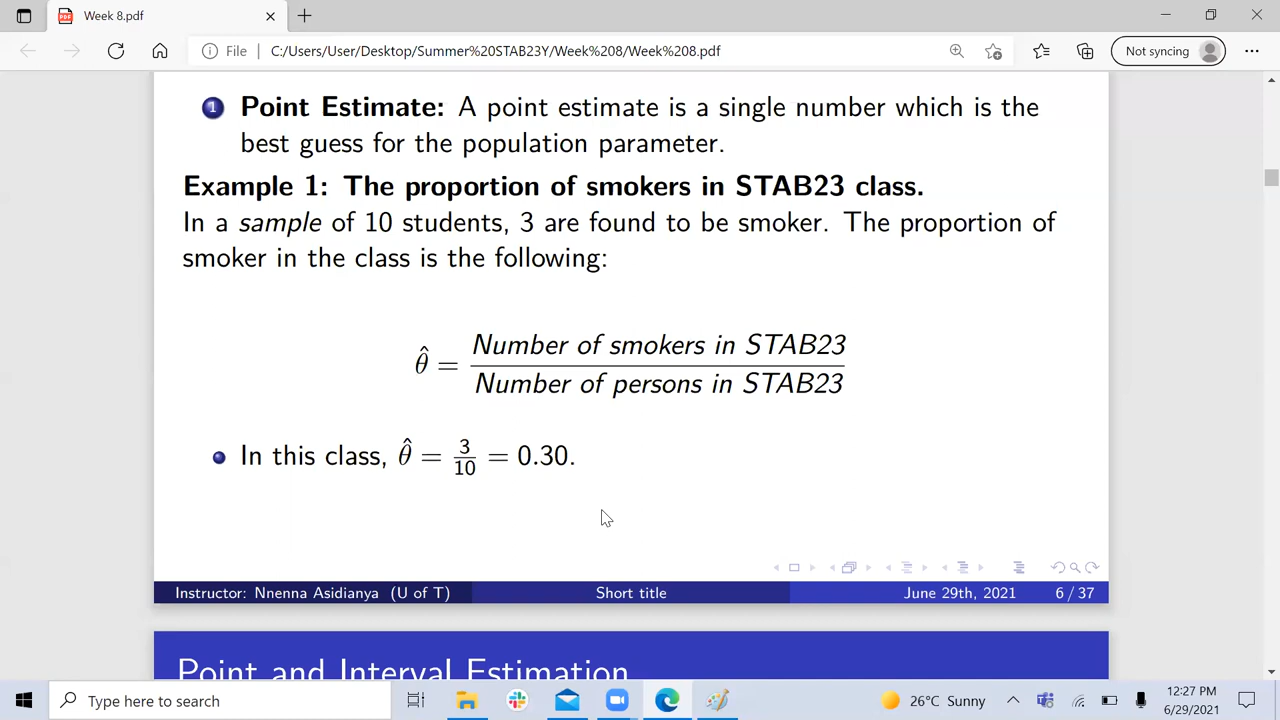 Week 8.pdf
File C:/Users/User/Desktop/Summer%20STAB23Y/Week%208/Week%208.pdf
Not syncing
1 Point Estimate: A point estimate is a single number which is the
best guess for the population parameter.
Example 1: The proportion of smokers in STAB23 class.
In a sample of 10 students, 3 are found to be smoker. The proportion of
smoker in the class is the following:
θ̂ = Number of smokers in STAB23
Number of persons in STAB23
In this class, θ̂ = 3/10 = 0.30.
Instructor: Nnenna Asidianya (U of T) Short title June 29th, 2021 6 / 37
Point and Interval Estimation
Type here to search
26°C Sunny
12:27 PM
6/29/2021